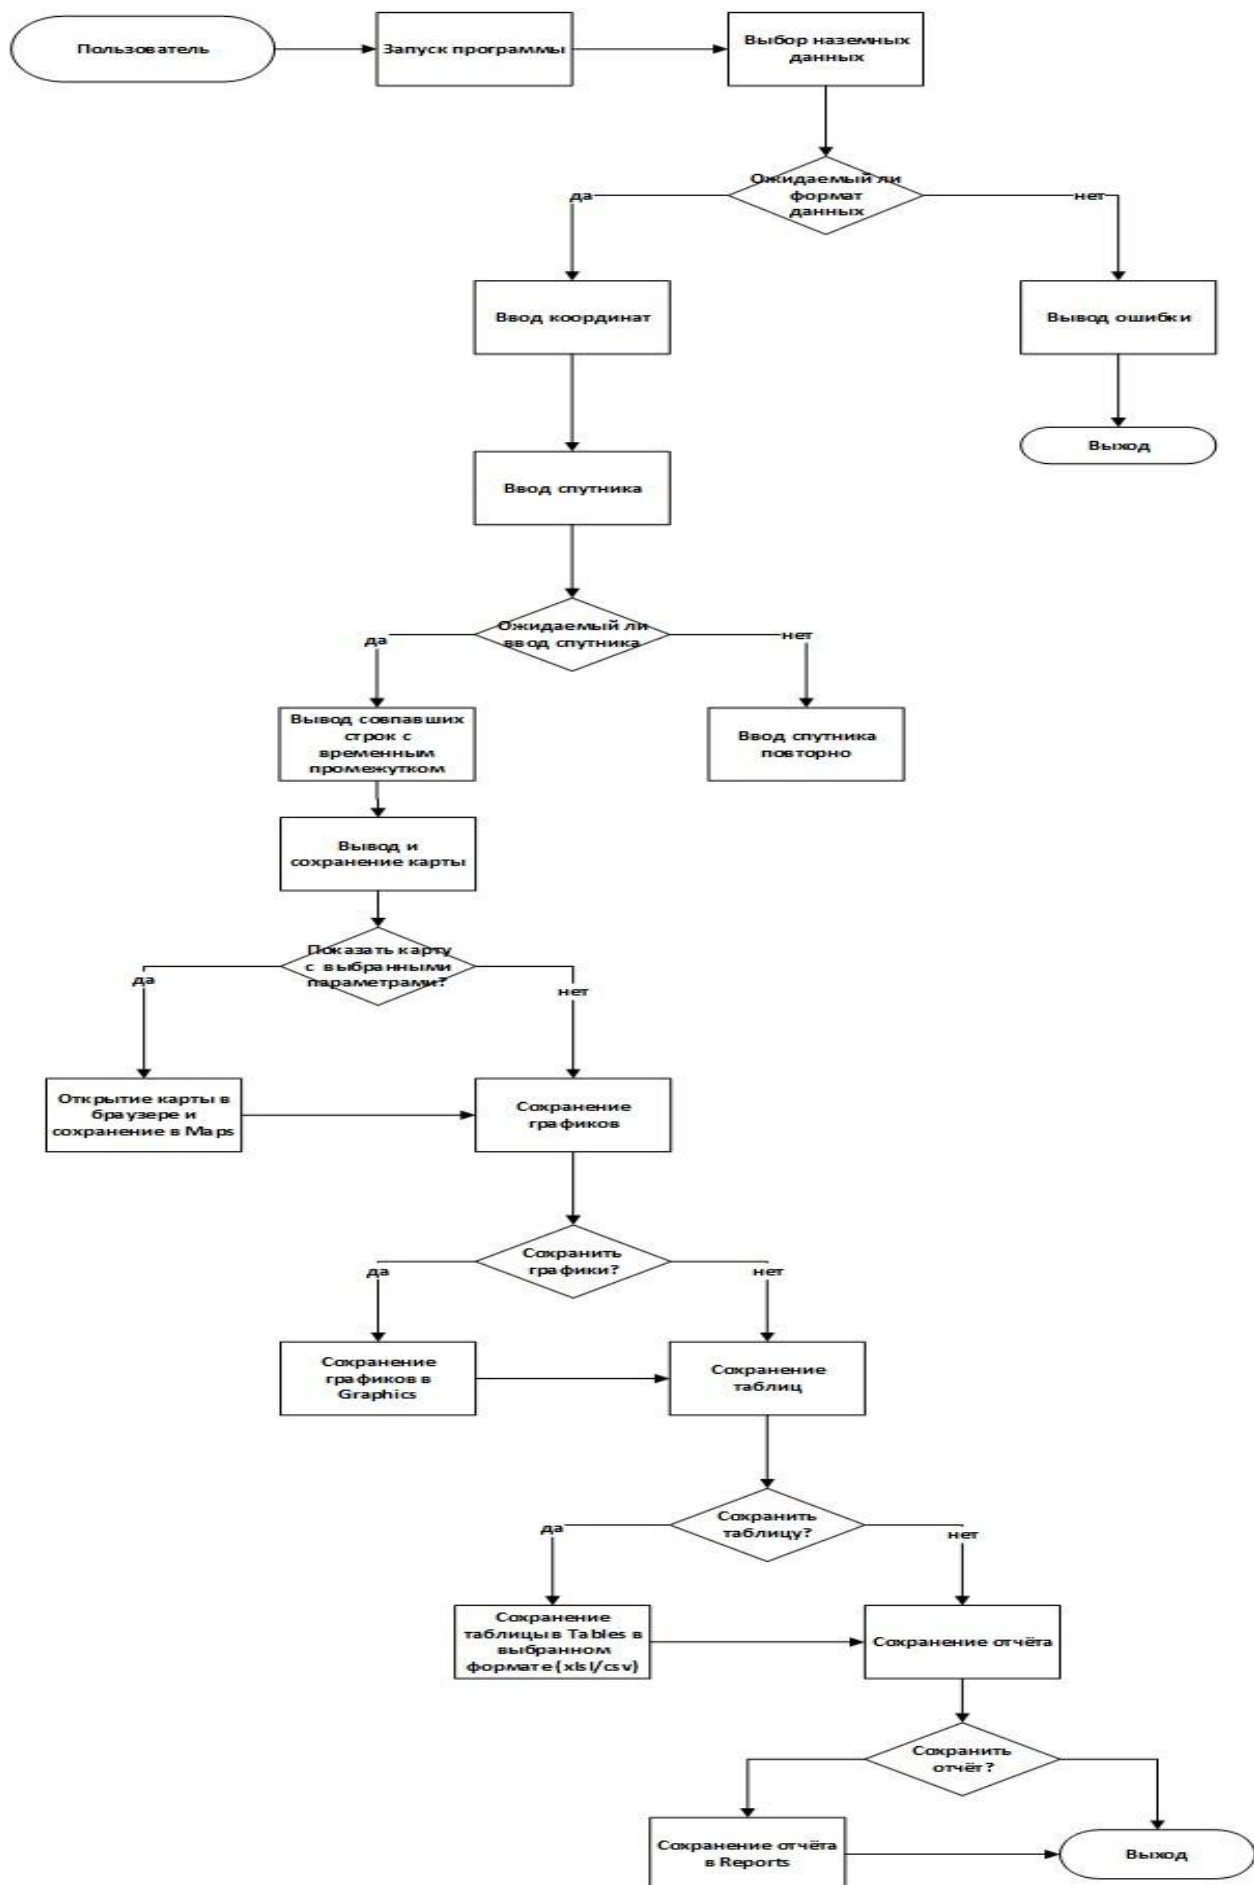 Пользователь
Запуск программы
Выбор наземных
данных
Ожидаемый ли
формат
данных
да
нет
Ввод координат
Вывод ошибки
Выход
Ввод спутника
Ожидаемый ли
ввод спутника
да
нет
Вывод совпавших
строк с
временным
промежутком
Ввод спутника
повторно
Вывод и
сохранение карты
Показать карту
с выбранными
параметрами?
да
нет
Открытие карты в
браузере и
сохранение в Maps
Сохранение
графиков
Сохранить
графики?
да
нет
Сохранение
графиков в
Graphics
Сохранение
таблиц
Сохранить
таблицу?
да
нет
Сохранение
таблицы в Tables в
выбранном
формате (xlsl/csv)
Сохранение отчёта
Сохранить
отчёт?
Сохранение отчёта
в Reports
Выход